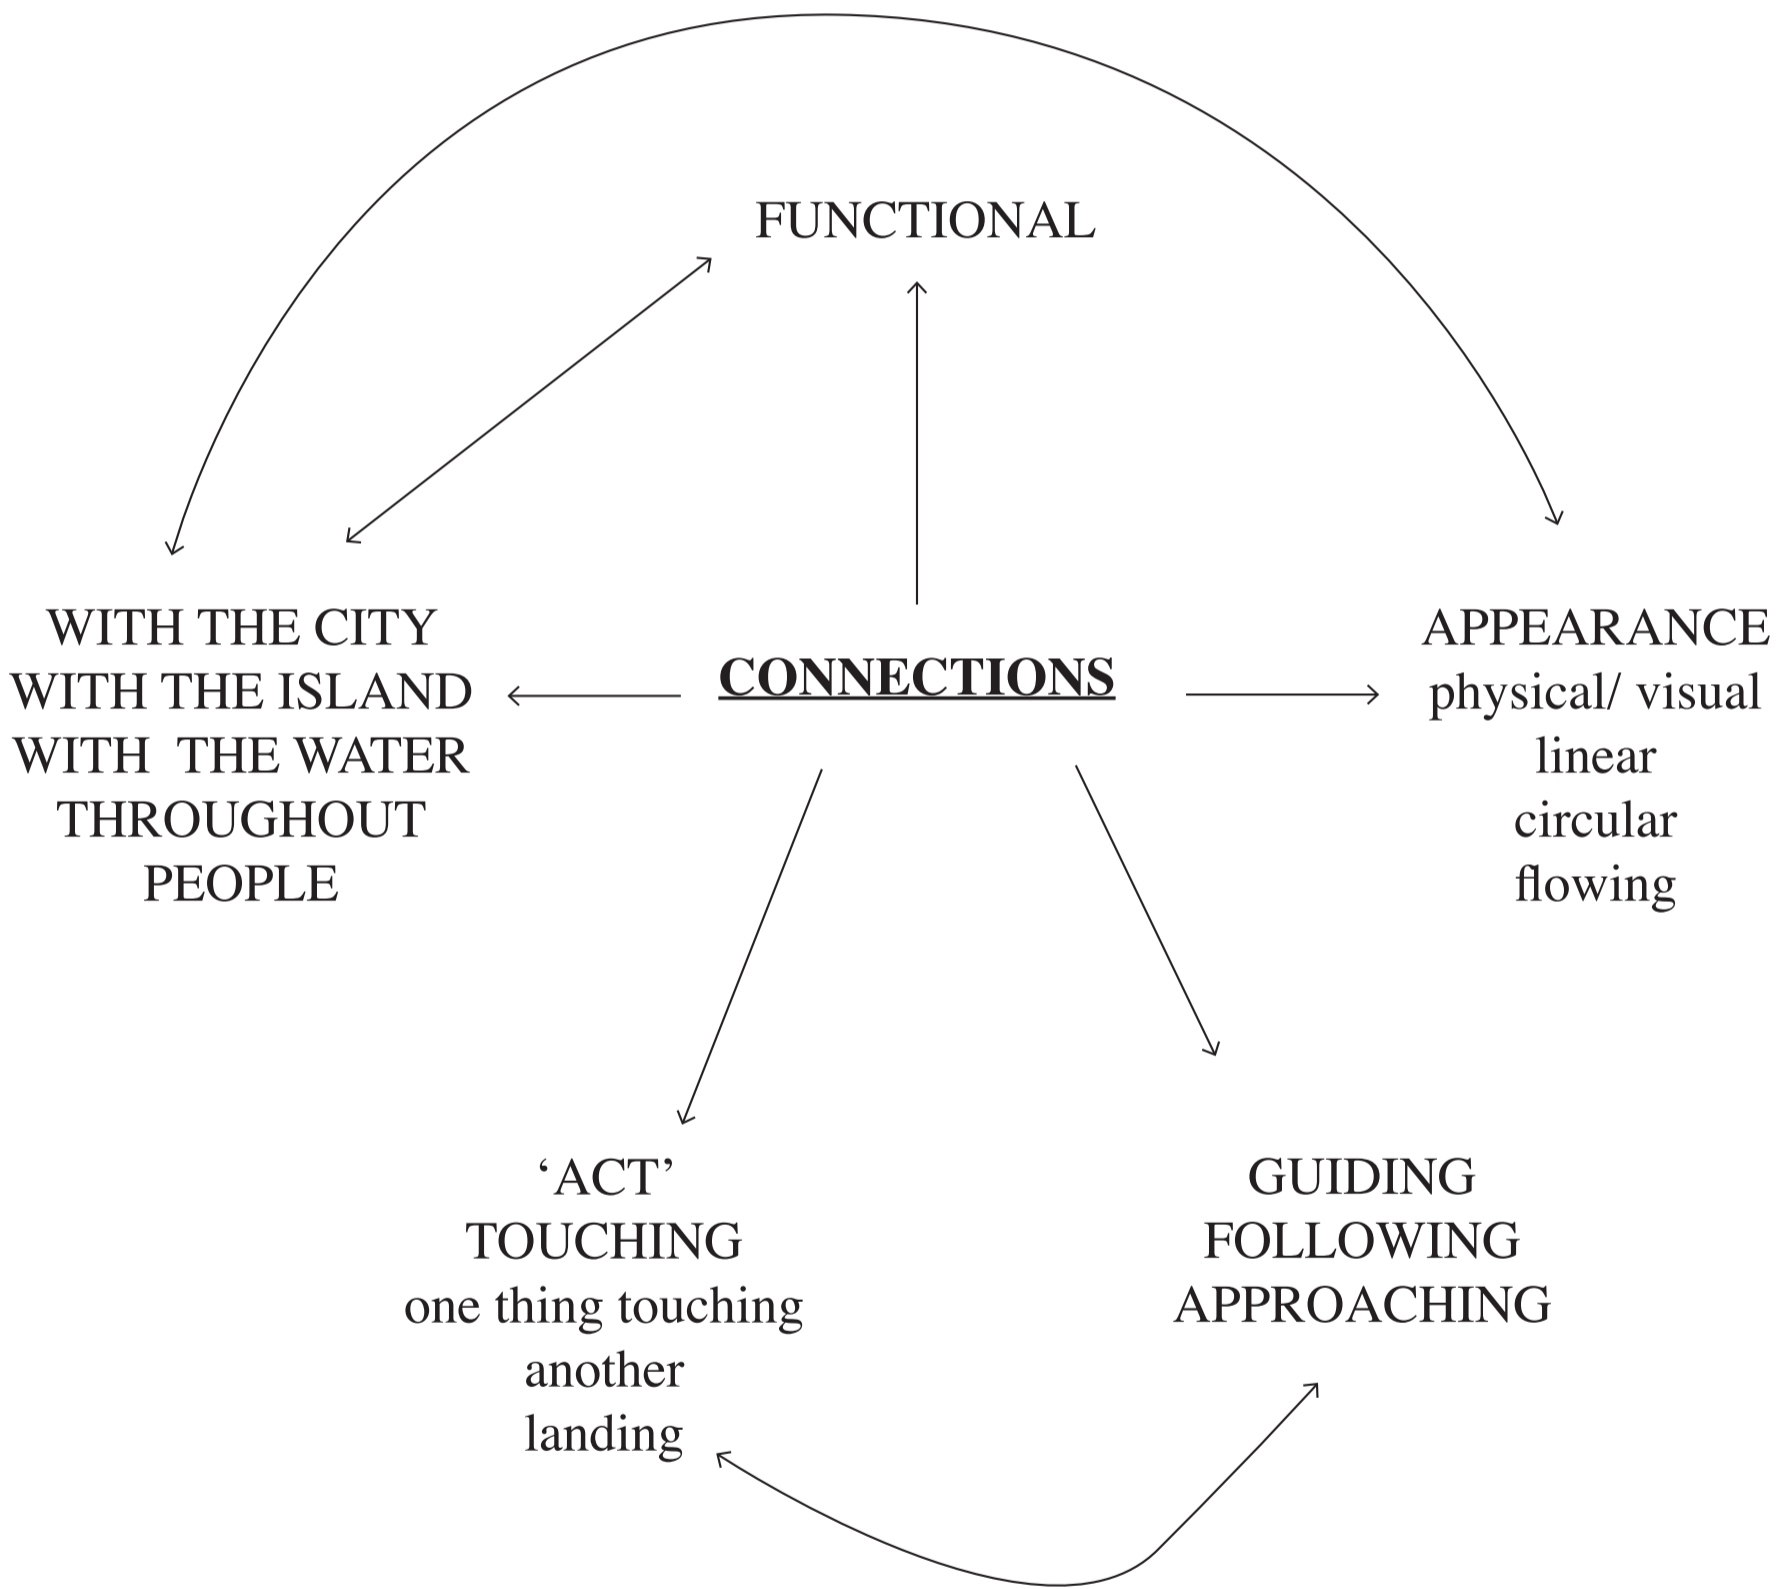 FUNCTIONAL
WITH THE CITY
WITH THE ISLAND
WITH THE WATER
THROUGHOUT
PEOPLE
CONNECTIONS
APPEARANCE
physical/ visual
linear
circular
flowing
‘ACT’
TOUCHING
one thing touching
another
landing
GUIDING
FOLLOWING
APPROACHING